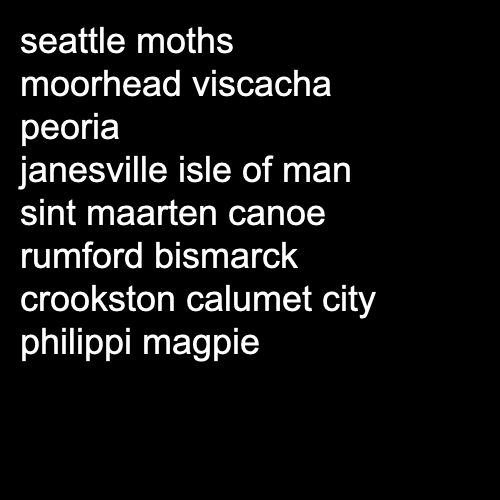 seattle moths
moorhead viscacha
peoria
janesville isle of man
sint maarten canoe
rumford bismarck
crookston calumet city
philippi magpie